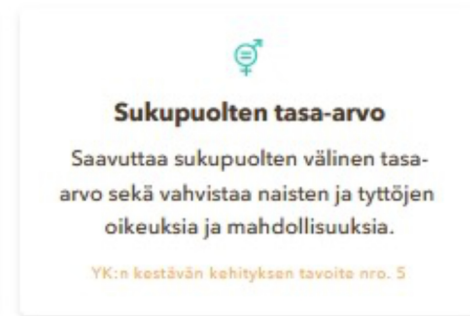 Sukupuolten tasa-arvo
Saavuttaa sukupuolten välinen tasa-
arvo sekä vahvistaa naisten ja tyttöjen
oikeuksia ja mahdollisuuksia.
YK:n kestävän kehityksen tavoite nro. 5